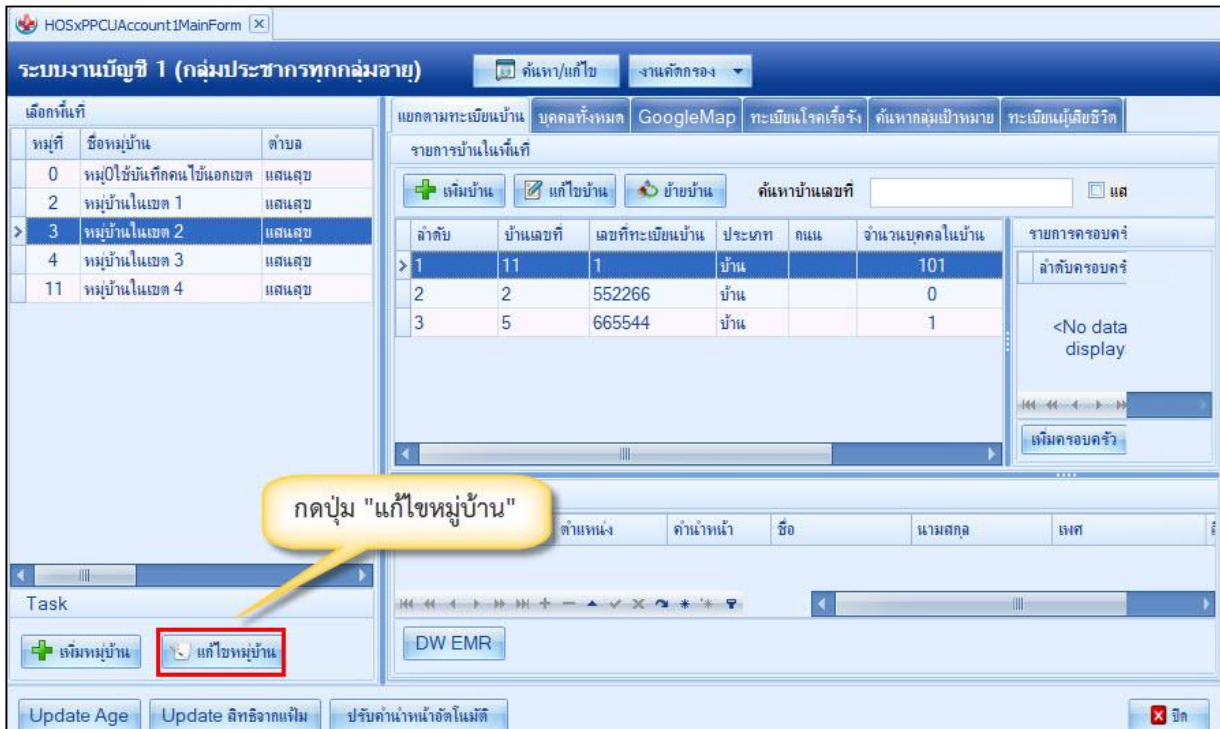 HOSxPPCUAccount1MainForm
ระบบงานบัญชี 1 (กลุ่มประชากรทุกกลุ่มอายุ) ค้นหา/แก้ไข งานคัดกรอง
เลือกพื้นที่
หมู่ที่ ชื่อหมู่บ้าน ตำบล
0 หมู่0ใช้บันทึกคนไข้นอกเขต แสนสุข
2 หมู่บ้านในเขต 1 แสนสุข
3 หมู่บ้านในเขต 2 แสนสุข
4 หมู่บ้านในเขต 3 แสนสุข
11 หมู่บ้านในเขต 4 แสนสุข
แยกตามทะเบียนบ้าน บุคคลทั้งหมด GoogleMap ทะเบียนโรคเรื้อรัง ค้นหากลุ่มเป้าหมาย ทะเบียนผู้เสียชีวิต
รายการบ้านในพื้นที่
เพิ่มบ้าน แก้ไขบ้าน ย้ายบ้าน ค้นหาบ้านเลขที่ แส
ลำดับ บ้านเลขที่ เลขที่ทะเบียนบ้าน ประเภท ถนน จำนวนบุคคลในบ้าน
1 11 1 บ้าน 101
2 2 552266 บ้าน 0
3 5 665544 บ้าน 1
รายการครอบครั
ลำดับครอบครั
<No data
display
เพิ่มครอบครัว
กดปุ่ม "แก้ไขหมู่บ้าน"
ตำแหน่ง คำนำหน้า ชื่อ นามสกุล เพศ
Task
เพิ่มหมู่บ้าน แก้ไขหมู่บ้าน
DW EMR
Update Age Update สิทธิจากแฟ้ม ปรับคำนำหน้าอัตโนมัติ ปิด